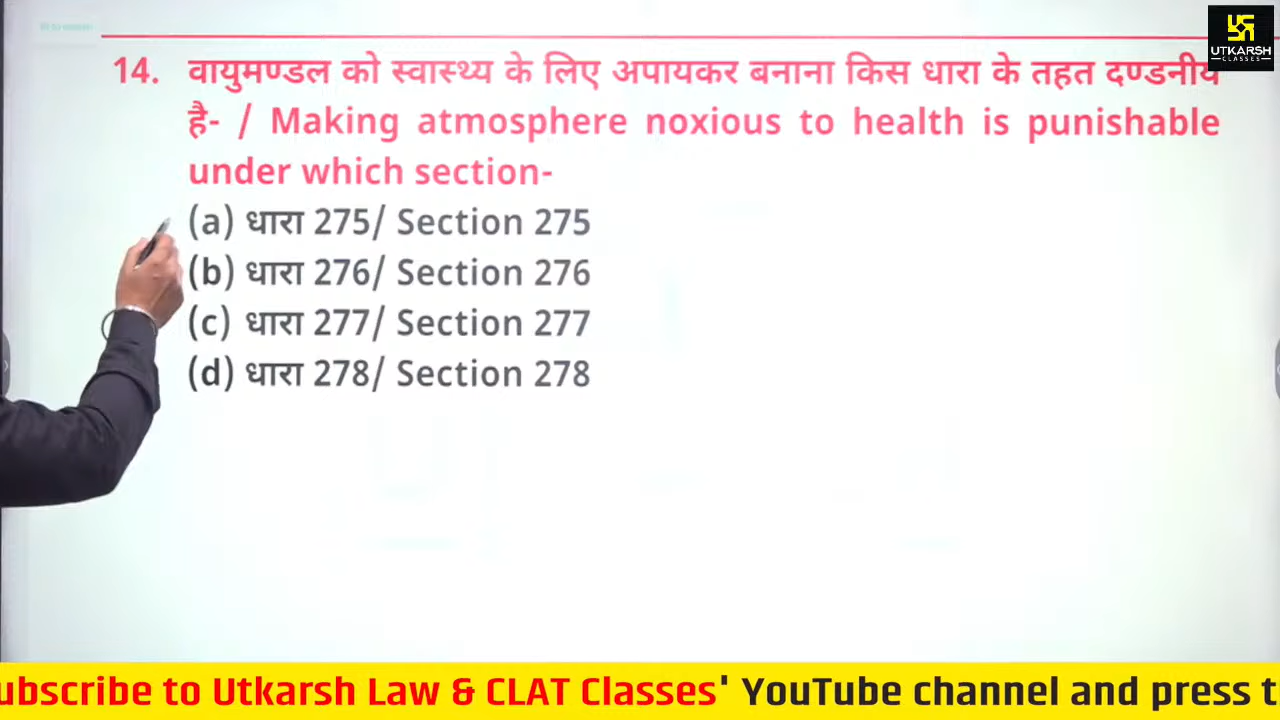 UTKARSH
CLASSES
14. वायुमण्डल को स्वास्थ्य के लिए अपायकर बनाना किस धारा के तहत दण्डनीय
है- / Making atmosphere noxious to health is punishable
under which section-
(a) धारा 275/ Section 275
(b) धारा 276/ Section 276
(c) धारा 277/ Section 277
(d) धारा 278/ Section 278
ubscribe to Utkarsh Law & CLAT Classes' YouTube channel and press t